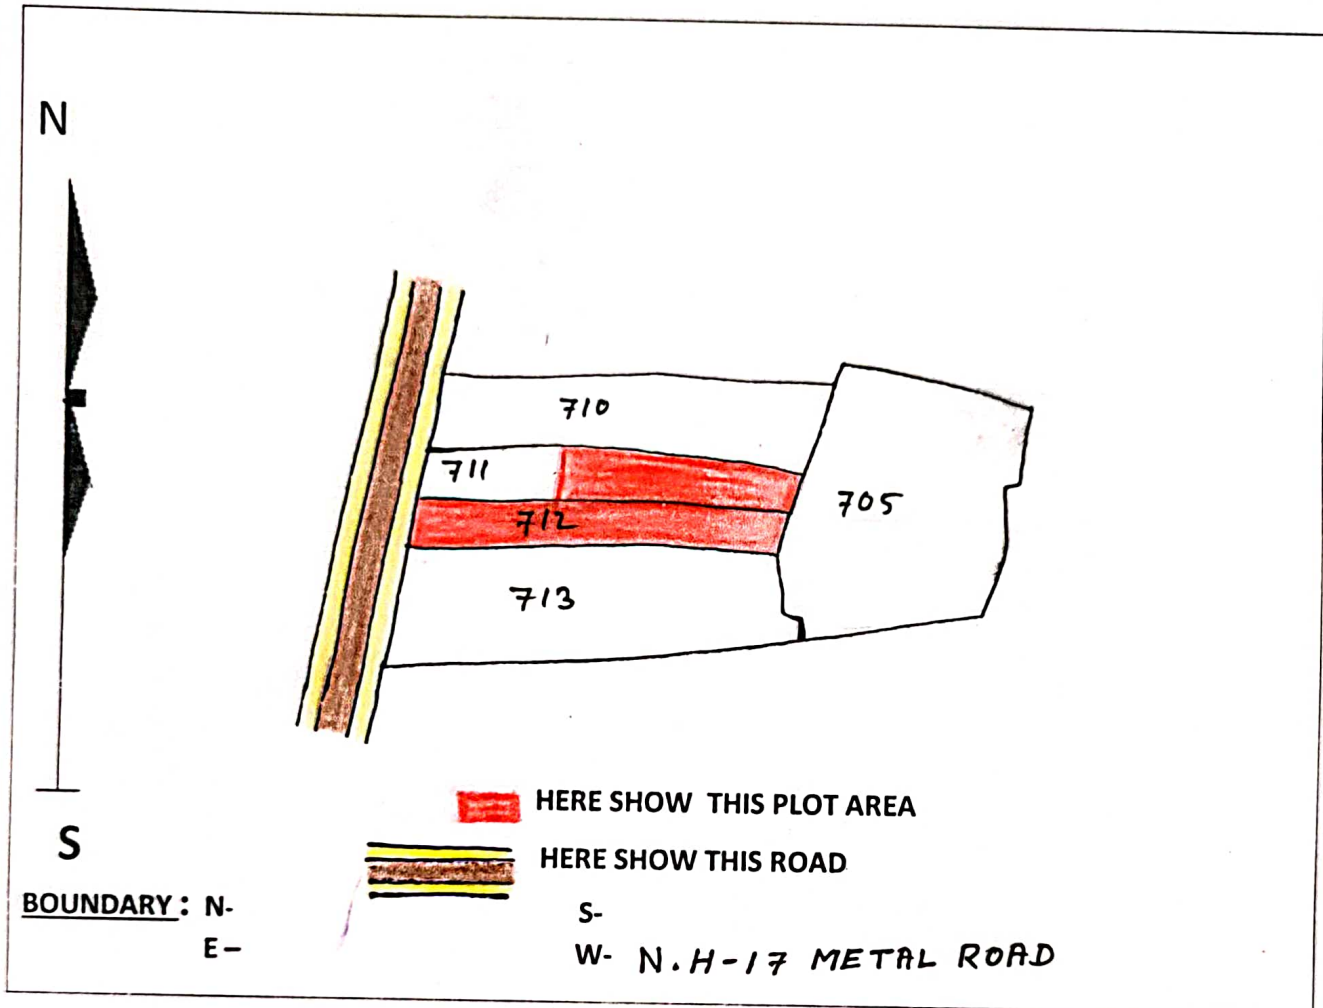 N
710
711
705
712
713
HERE SHOW THIS PLOT AREA
S
HERE SHOW THIS ROAD
BOUNDARY: N-
S-
E–
W- N.H-17 METAL ROAD